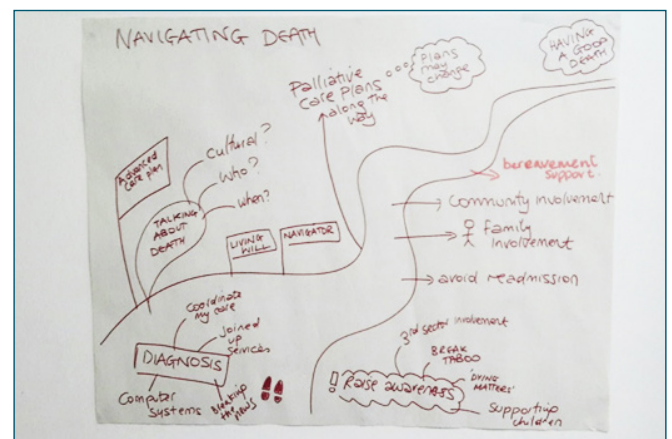 NAVIGATING DEATH
HAVING
A GOOD
DEATH
Plans
may
change
Palliative
Care Plans
along the
way
Cultural?
Who?
when?
Advanced
care plan
TALKING
ABOUT
DEATH
LIVING
WILL
NAVIGATOR
bereavement
support.
Community involvement
family
involvement
avoid readmission
Coordinate
my care
Joined
up
services
DIAGNOSIS
Computer
Systems
Breaking
the news
3rd sector involvement
BREAK
TABOO
'DYING
MATTERS'
! Raise awareness
Supporting
children